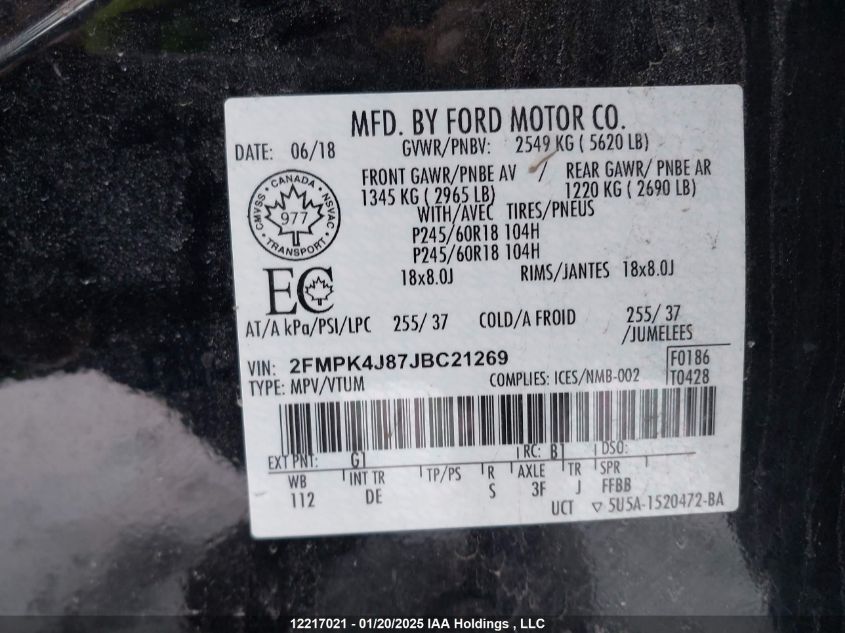 MFD. BY FORD MOTOR CO.
DATE: 06/18
GVWR/PNBV: 2549 KG ( 5620 LB)
FRONT GAWR/PNBE AV / REAR GAWR/ PNBE AR
1345 KG ( 2965 LB) 1220 KG ( 2690 LB)
WITH/AVEC TIRES/PNEUS
P245/60R18 104H
P245/60R18 104H
18x8.0J RIMS/JANTES 18x8.0J
CANADA
CMVSS NSVAC
977
TRANSPORT
EC
AT/A kPa/PSI/LPC 255/ 37 COLD/A FROID 255/ 37
/JUMELEES
VIN: 2FMPK4J87JBC21269
F0186
TYPE: MPV/VTUM COMPLIES: ICES/NMB-002 T0428
EXT PNT: G1 RC: B1 DSO:
WB INT TR TP/PS R AXLE TR SPR
112 DE S 3F J FFBB
UCT ▽ 5U5A-1520472-BA
12217021 - 01/20/2025 IAA Holdings , LLC